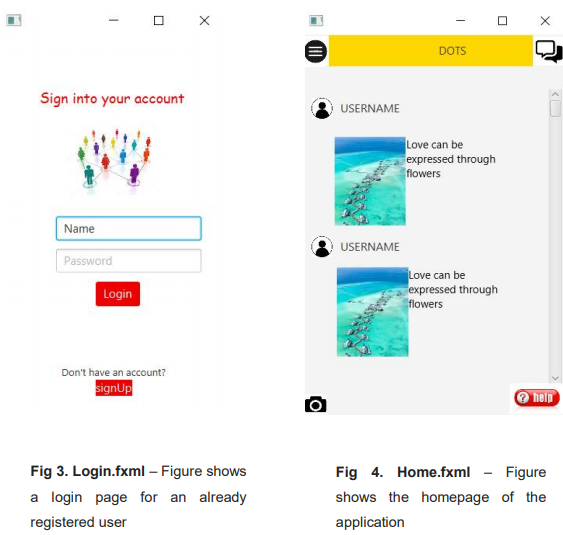 Sign into your account
Name
Password
Login
Don't have an account?
signUp
Fig 3. Login.fxml – Figure shows
a login page for an already
registered user
DOTS
USERNAME
Love can be
expressed through
flowers
USERNAME
Love can be
expressed through
flowers
? help
Fig 4. Home.fxml – Figure
shows the homepage of the
application